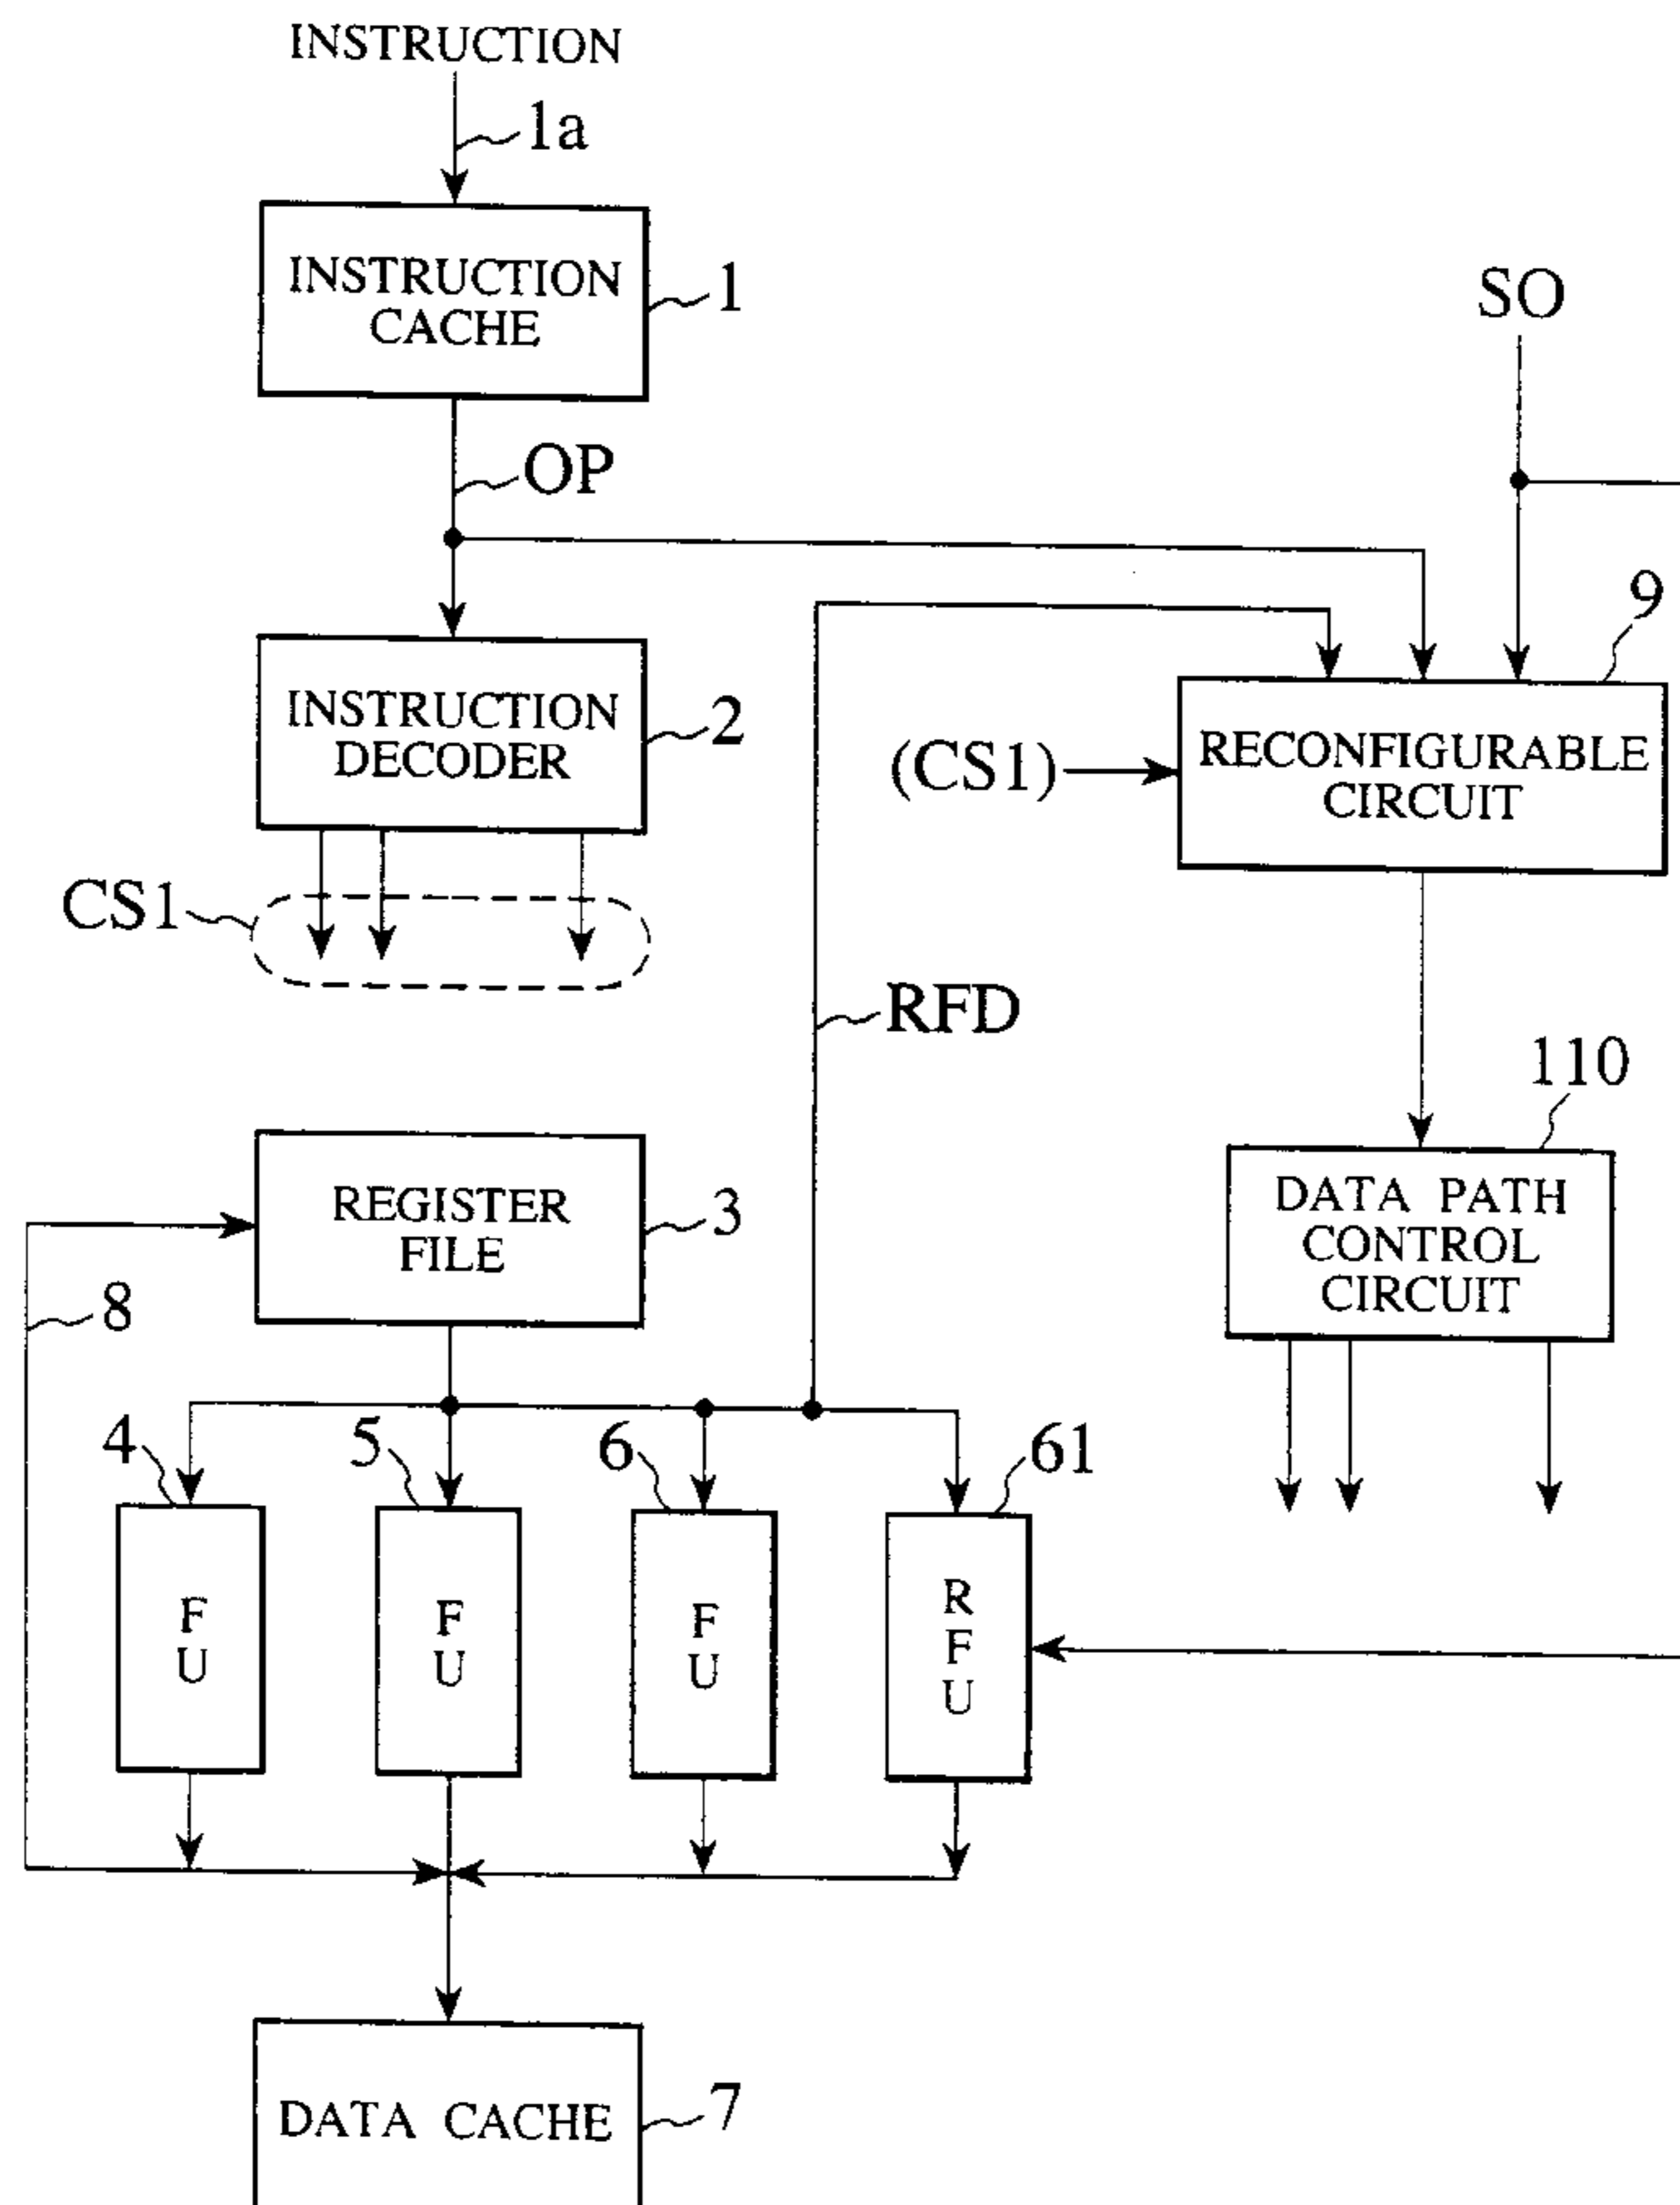 INSTRUCTION
1a
INSTRUCTION
CACHE
1
SO
OP
9
INSTRUCTION
DECODER
2
(CS1)
RECONFIGURABLE
CIRCUIT
CS1
RFD
110
REGISTER
FILE
3
DATA PATH
CONTROL
CIRCUIT
8
4
5
6
61
F
U
F
U
F
U
R
F
U
DATA CACHE
7